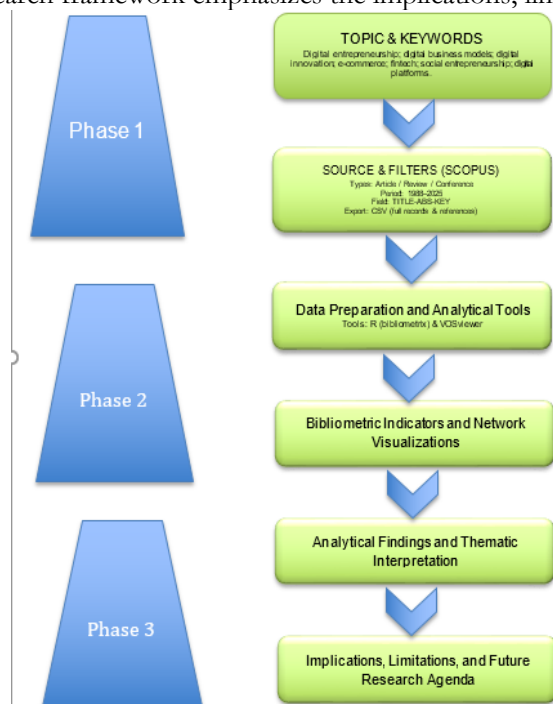 search framework emphasizes the implications, lim
Phase 1
TOPIC & KEYWORDS
Digital entrepreneurship; digital business models; digital
innovation; e-commerce; fintech; social entrepreneurship; digital
platforms.
SOURCE & FILTERS (SCOPUS)
Types: Article / Review / Conference
Period: 1988–2025
Field: TITLE-ABS-KEY
Export: CSV (full records & references)
Phase 2
Data Preparation and Analytical Tools
Tools: R (bibliometrix) & VOSviewer
Bibliometric Indicators and Network
Visualizations
Phase 3
Analytical Findings and Thematic
Interpretation
Implications, Limitations, and Future
Research Agenda